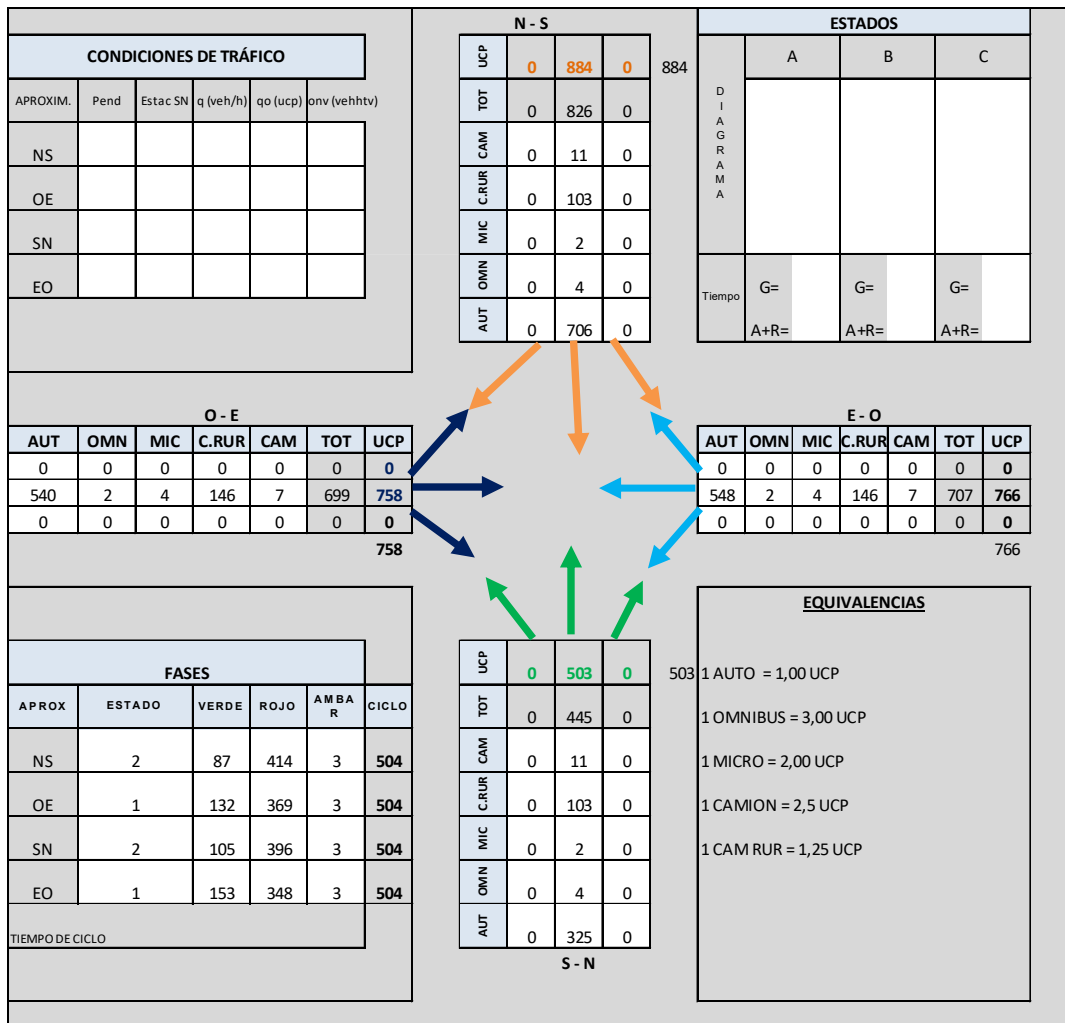 CONDICIONES DE TRÁFICO
APROXIM. Pend Estac SN q (veh/h) qo (ucp) onv (vehhtv)
NS
OE
SN
EO
N - S
UCP 0 884 0 884
TOT 0 826 0
CAM 0 11 0
C.RUR 0 103 0
MIC 0 2 0
OMN 0 4 0
AUT 0 706 0
ESTADOS
A B C
DIAGRAMA
Tiempo G= G= G=
A+R= A+R= A+R=
O - E
AUT OMN MIC C.RUR CAM TOT UCP
0 0 0 0 0 0 0
540 2 4 146 7 699 758
0 0 0 0 0 0 0
758
E - O
AUT OMN MIC C.RUR CAM TOT UCP
0 0 0 0 0 0 0
548 2 4 146 7 707 766
0 0 0 0 0 0 0
766
FASES
APROX ESTADO VERDE ROJO AMBAR CICLO
NS 2 87 414 3 504
OE 1 132 369 3 504
SN 2 105 396 3 504
EO 1 153 348 3 504
TIEMPO DE CICLO
UCP 0 503 0 503
TOT 0 445 0
CAM 0 11 0
C.RUR 0 103 0
MIC 0 2 0
OMN 0 4 0
AUT 0 325 0
S - N
EQUIVALENCIAS
1 AUTO = 1,00 UCP
1 OMNIBUS = 3,00 UCP
1 MICRO = 2,00 UCP
1 CAMION = 2,5 UCP
1 CAM RUR = 1,25 UCP